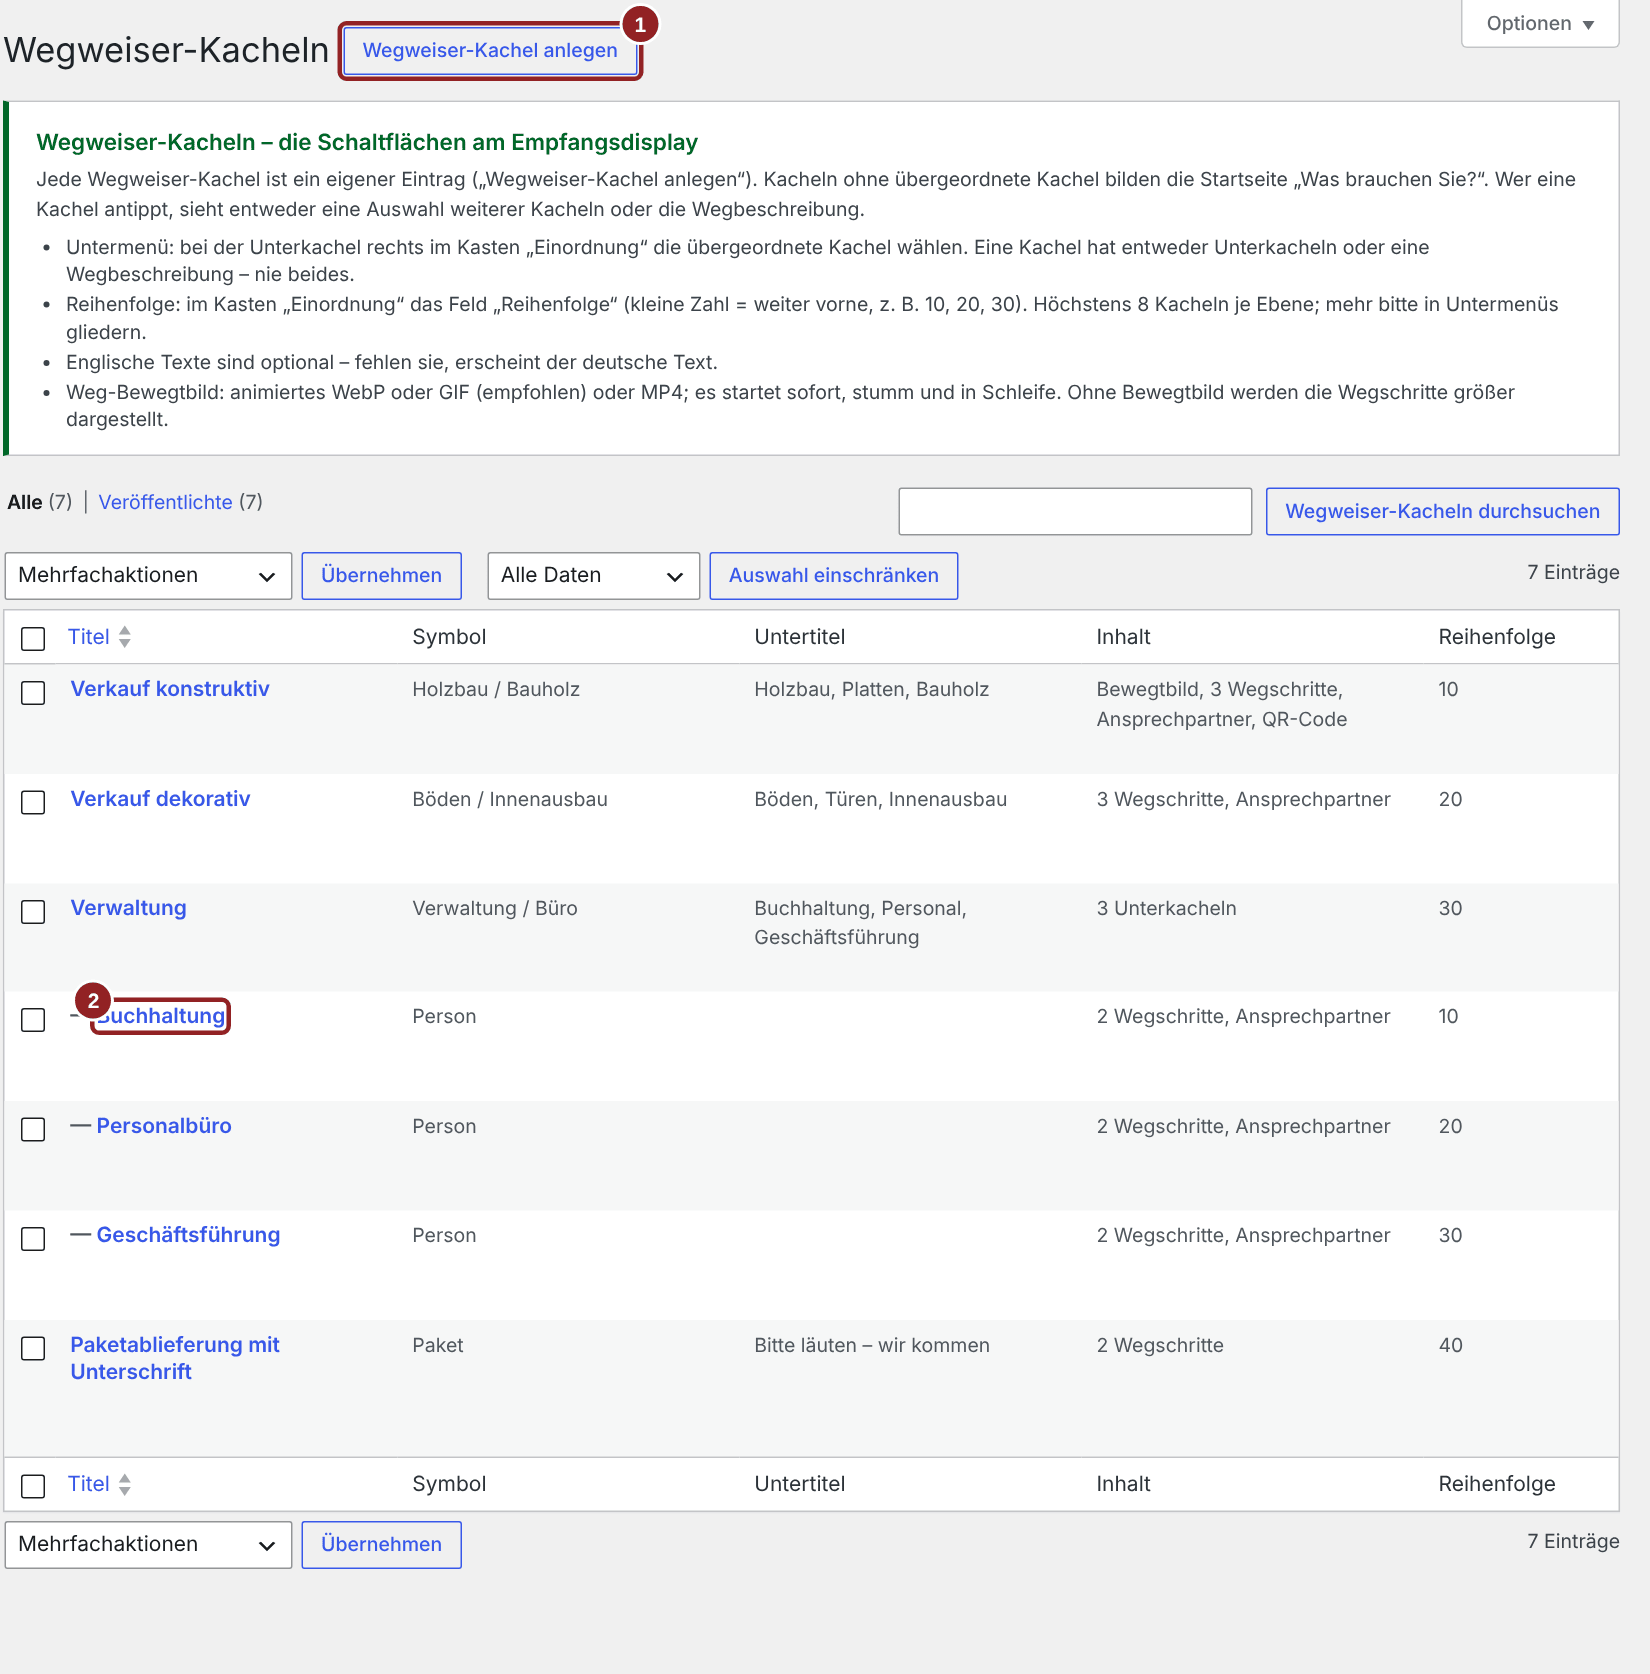 Optionen
Wegweiser-Kacheln Wegweiser-Kachel anlegen 1
Wegweiser-Kacheln – die Schaltflächen am Empfangsdisplay
Jede Wegweiser-Kachel ist ein eigener Eintrag („Wegweiser-Kachel anlegen“). Kacheln ohne übergeordnete Kachel bilden die Startseite „Was brauchen Sie?“. Wer eine
Kachel antippt, sieht entweder eine Auswahl weiterer Kacheln oder die Wegbeschreibung.
• Untermenü: bei der Unterkachel rechts im Kasten „Einordnung“ die übergeordnete Kachel wählen. Eine Kachel hat entweder Unterkacheln oder eine
Wegbeschreibung – nie beides.
• Reihenfolge: im Kasten „Einordnung“ das Feld „Reihenfolge“ (kleine Zahl = weiter vorne, z. B. 10, 20, 30). Höchstens 8 Kacheln je Ebene; mehr bitte in Untermenüs
gliedern.
• Englische Texte sind optional – fehlen sie, erscheint der deutsche Text.
• Weg-Bewegtbild: animiertes WebP oder GIF (empfohlen) oder MP4; es startet sofort, stumm und in Schleife. Ohne Bewegtbild werden die Wegschritte größer
dargestellt.
Alle (7) | Veröffentlichte (7)
Wegweiser-Kacheln durchsuchen
Mehrfachaktionen Übernehmen Alle Daten Auswahl einschränken 7 Einträge
Titel Symbol Untertitel Inhalt Reihenfolge
Verkauf konstruktiv Holzbau / Bauholz Holzbau, Platten, Bauholz Bewegtbild, 3 Wegschritte, 10
Ansprechpartner, QR-Code
Verkauf dekorativ Böden / Innenausbau Böden, Türen, Innenausbau 3 Wegschritte, Ansprechpartner 20
Verwaltung Verwaltung / Büro Buchhaltung, Personal, 3 Unterkacheln 30
Geschäftsführung
2
— Buchhaltung Person 2 Wegschritte, Ansprechpartner 10
— Personalbüro Person 2 Wegschritte, Ansprechpartner 20
— Geschäftsführung Person 2 Wegschritte, Ansprechpartner 30
Paketablieferung mit Paket Bitte läuten – wir kommen 2 Wegschritte 40
Unterschrift
Titel Symbol Untertitel Inhalt Reihenfolge
Mehrfachaktionen Übernehmen 7 Einträge